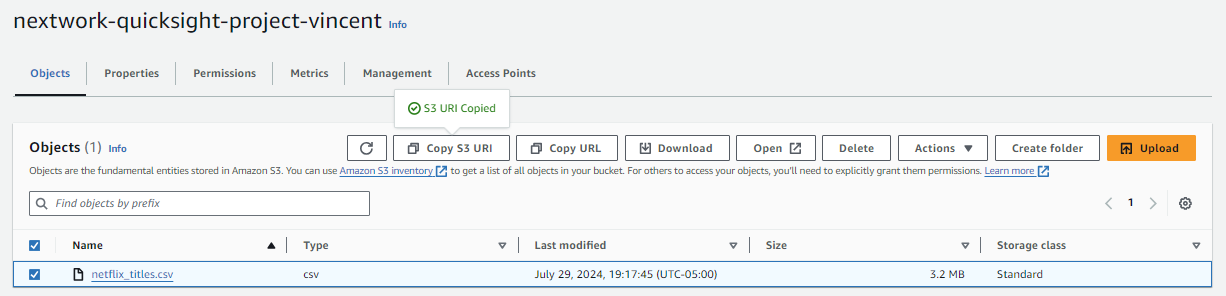 nextwork-quicksight-project-vincent Info
Objects Properties Permissions Metrics Management Access Points
S3 URI Copied
Objects (1) Info Copy S3 URI Copy URL Download Open Delete Actions Create folder Upload
Objects are the fundamental entities stored in Amazon S3. You can use Amazon S3 inventory to get a list of all objects in your bucket. For others to access your objects, you'll need to explicitly grant them permissions. Learn more
Find objects by prefix 1
Name Type Last modified Size Storage class
netflix_titles.csv csv July 29, 2024, 19:17:45 (UTC-05:00) 3.2 MB Standard